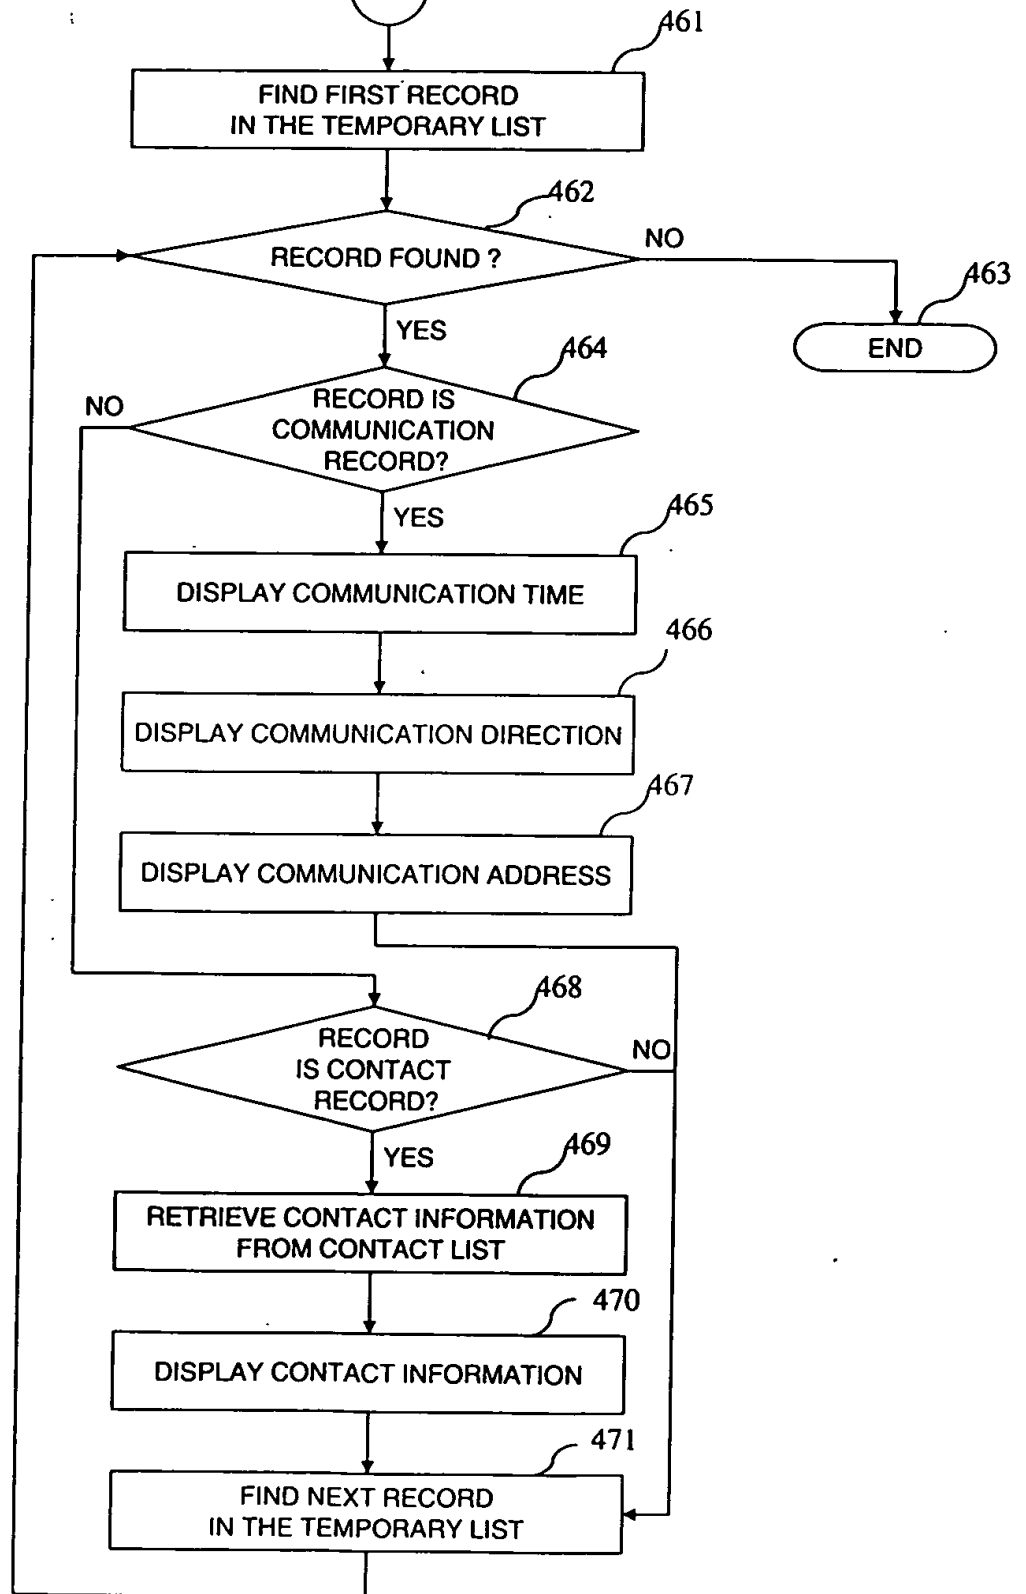 461
FIND FIRST RECORD
IN THE TEMPORARY LIST
462
RECORD FOUND ?
NO
463
END
YES
464
RECORD IS
COMMUNICATION
RECORD?
NO
YES
465
DISPLAY COMMUNICATION TIME
466
DISPLAY COMMUNICATION DIRECTION
467
DISPLAY COMMUNICATION ADDRESS
468
RECORD
IS CONTACT
RECORD?
NO
YES
469
RETRIEVE CONTACT INFORMATION
FROM CONTACT LIST
470
DISPLAY CONTACT INFORMATION
471
FIND NEXT RECORD
IN THE TEMPORARY LIST